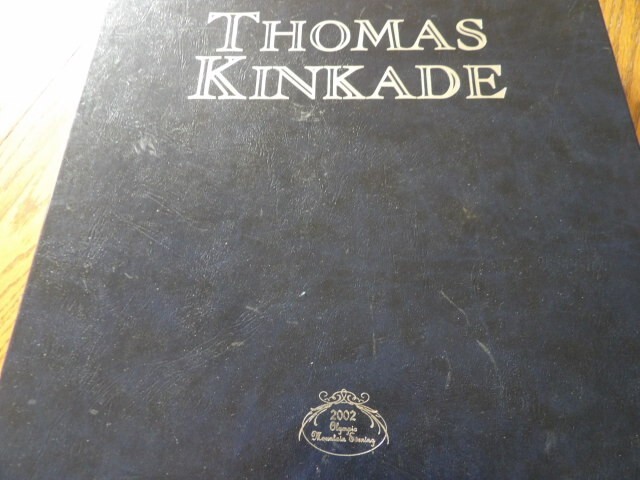 THOMAS
KINKADE
2002
Olympic
Mountain Evening